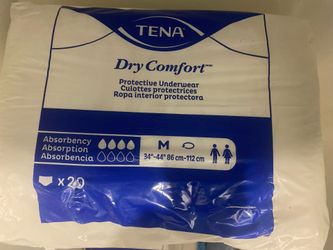 TENA
Dry Comfort™
Protective Underwear
Culottes protectrices
Ropa interior protectora
Absorbency
Absorption
Absorbencia
M
34"-44" 86 cm-112 cm
x 20